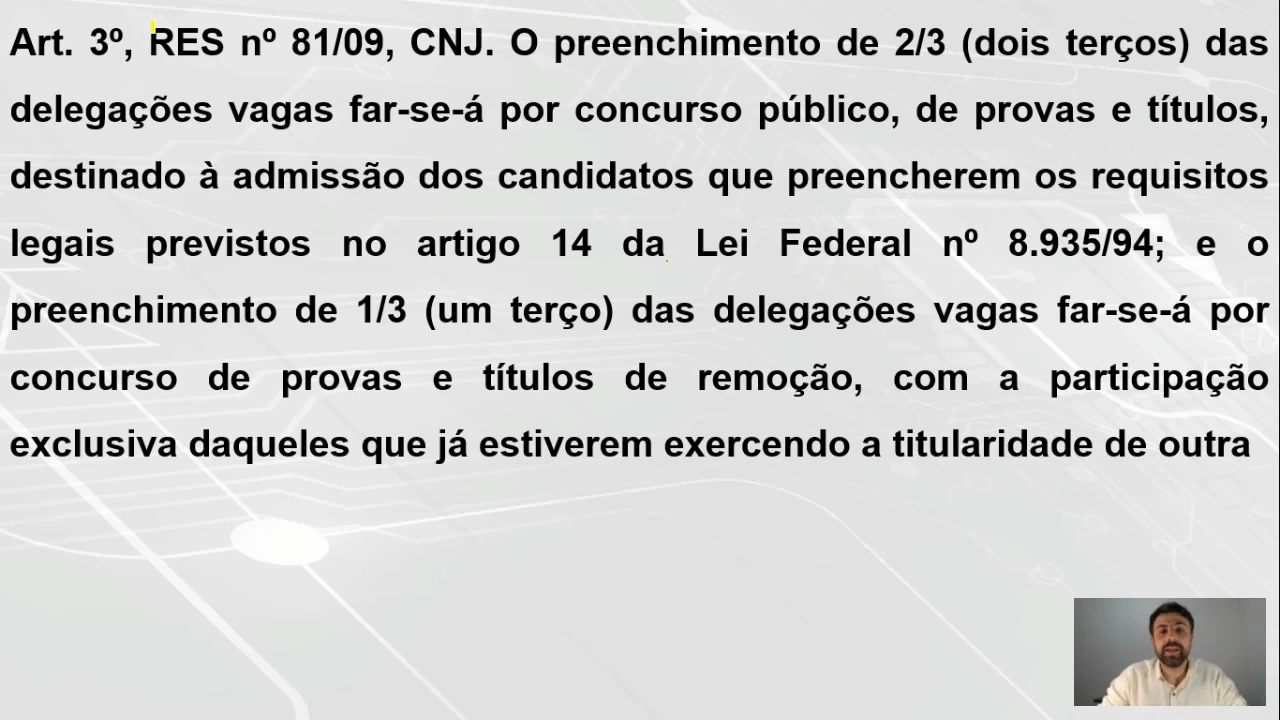 Art. 3º, RES nº 81/09, CNJ. O preenchimento de 2/3 (dois terços) das
delegações vagas far-se-á por concurso público, de provas e títulos,
destinado à admissão dos candidatos que preencherem os requisitos
legais previstos no artigo 14 da Lei Federal nº 8.935/94; e o
preenchimento de 1/3 (um terço) das delegações vagas far-se-á por
concurso de provas e títulos de remoção, com a participação
exclusiva daqueles que já estiverem exercendo a titularidade de outra